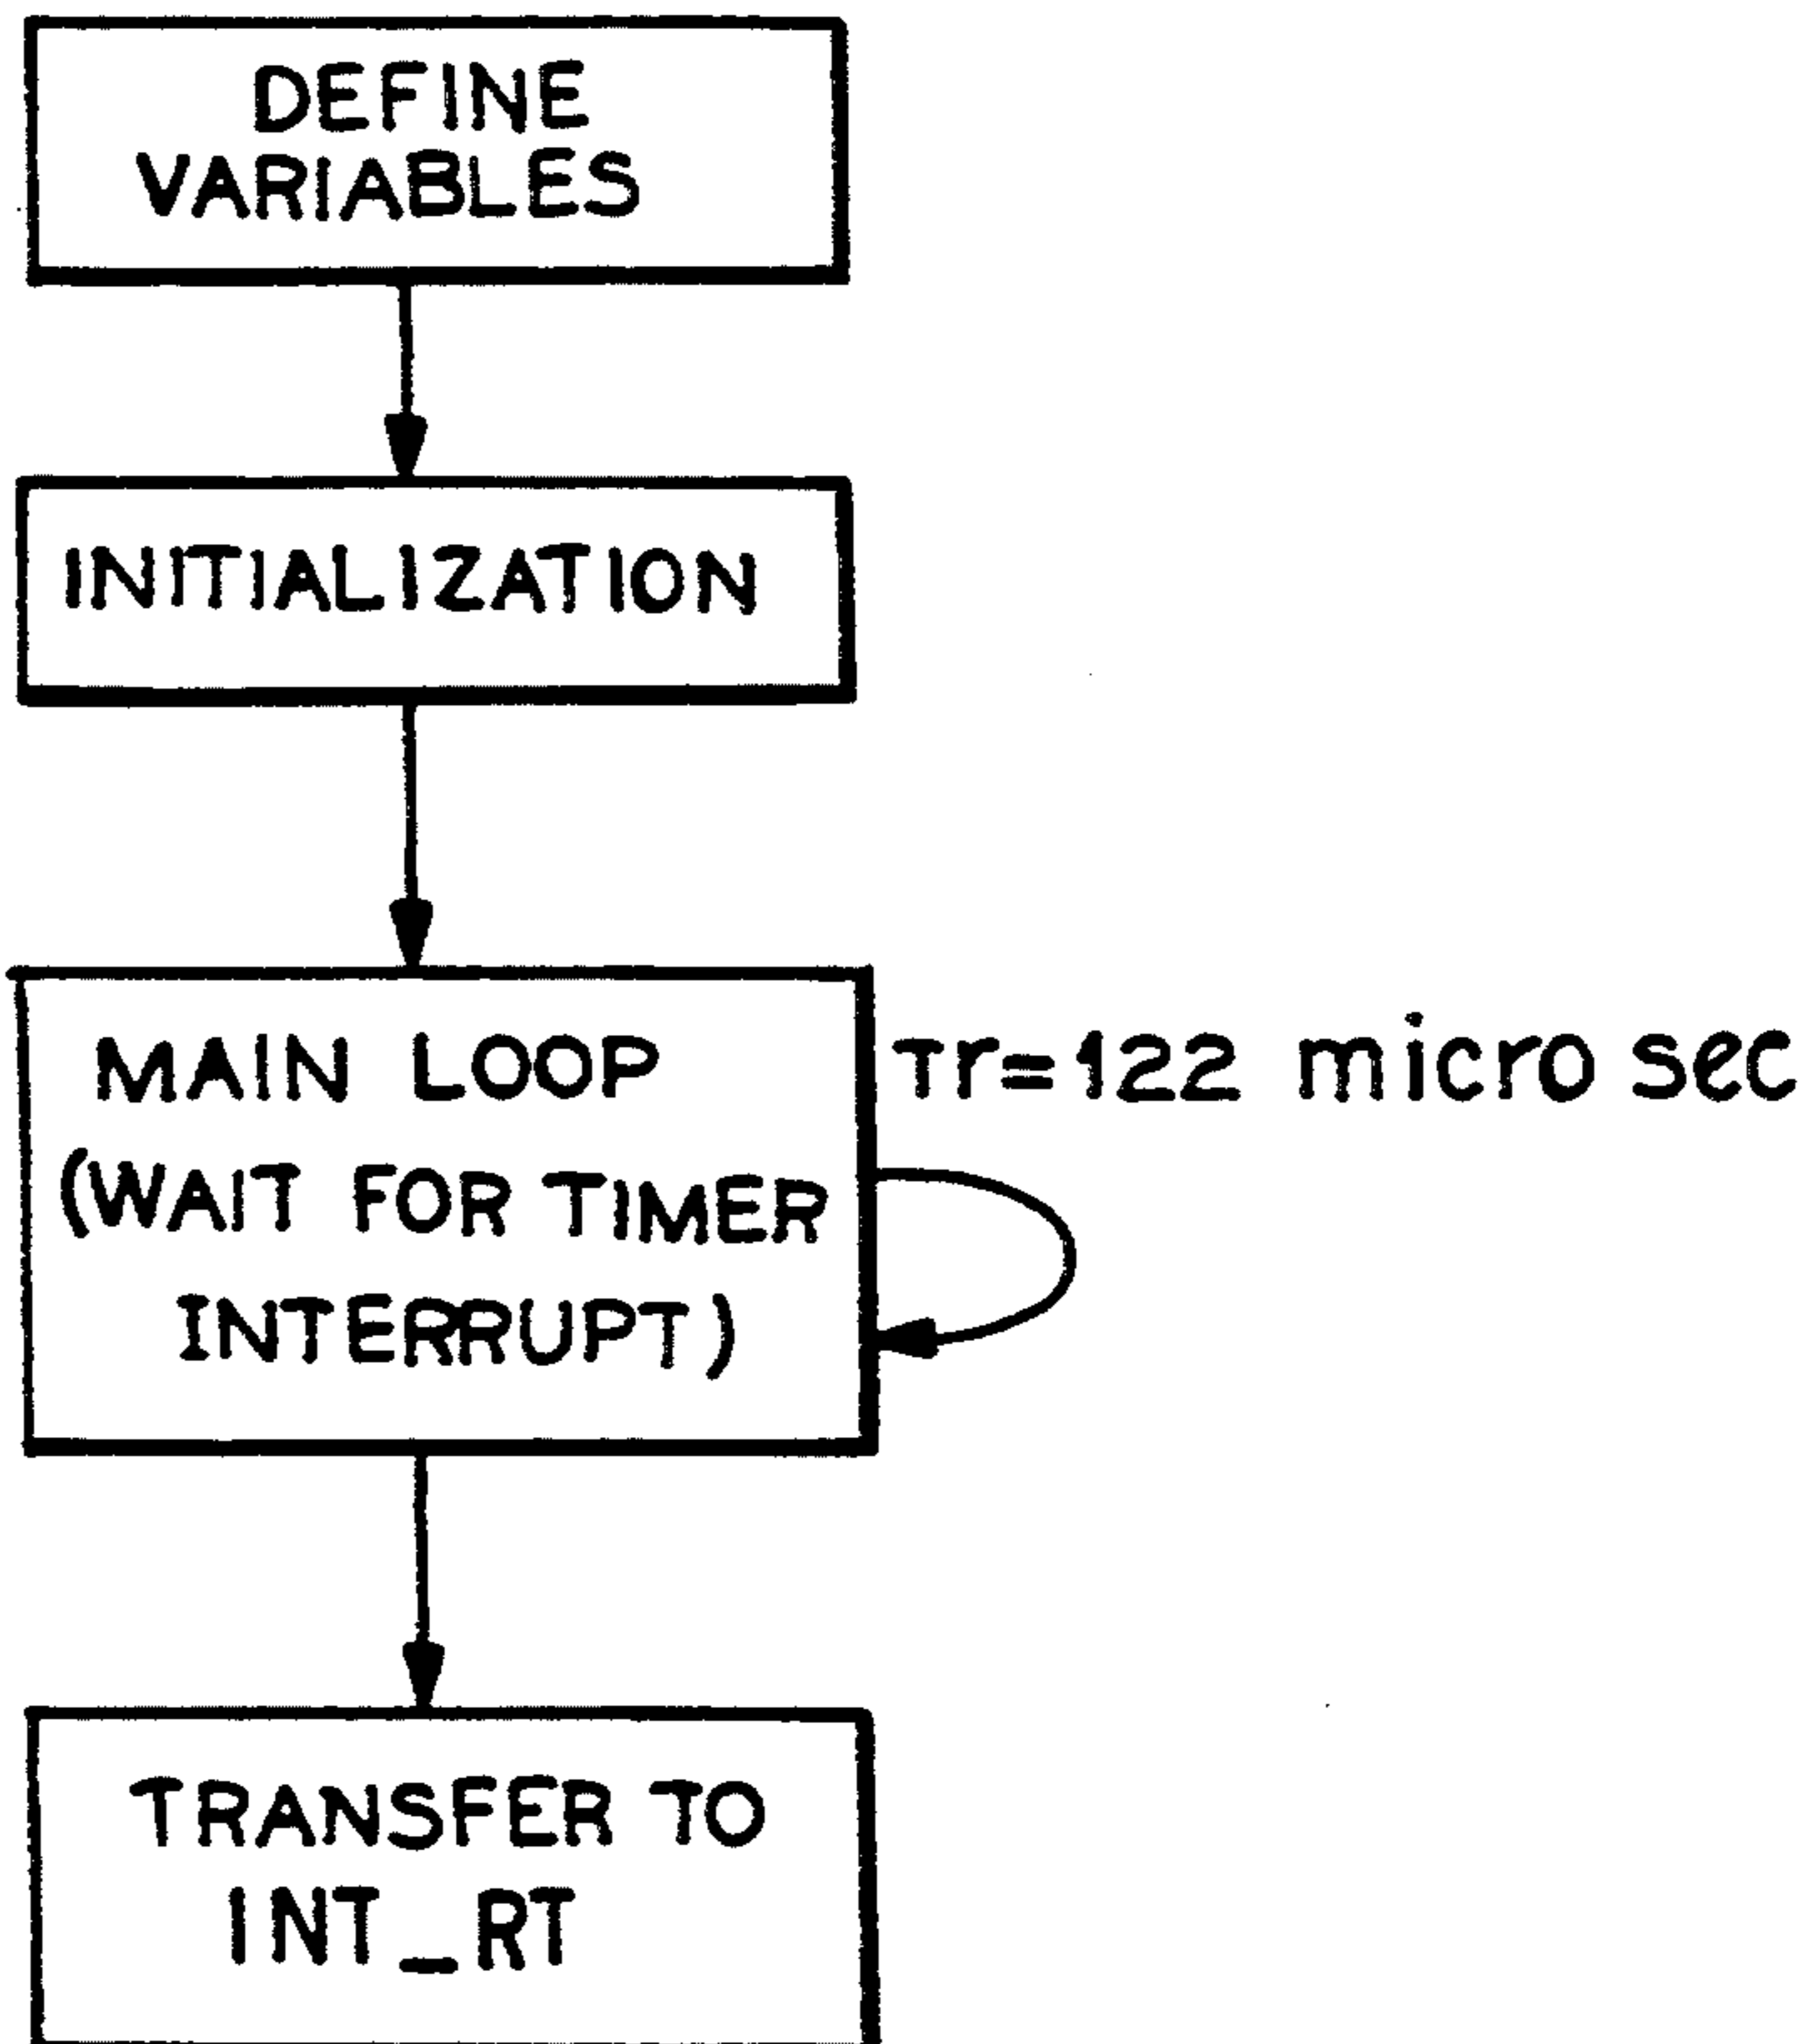 DEFINE
VARIABLES
INITIALIZATION
MAIN LOOP
(WAIT FOR TIMER
INTERRUPT)
Tr=122 micro sec
TRANSFER TO
INT_RT